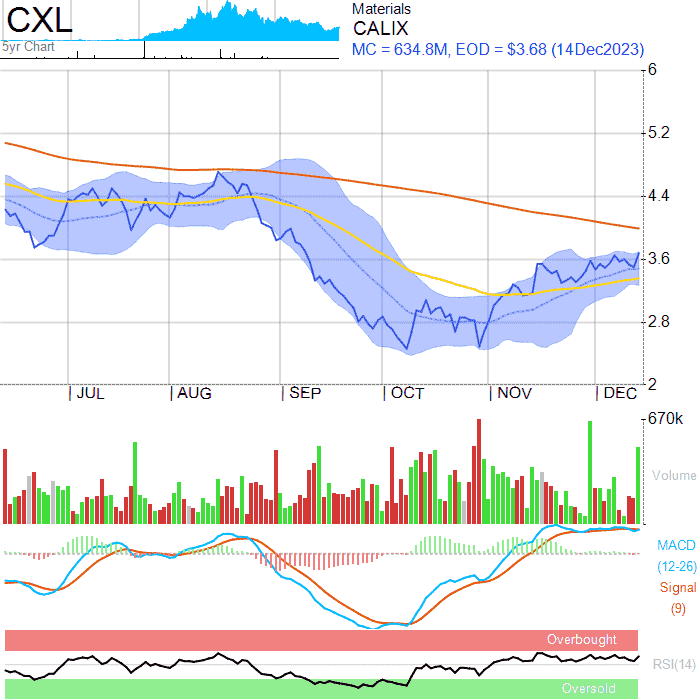 CXL
5yr Chart
Materials
CALIX
MC = 634.8M, EOD = $3.68 (14Dec2023)
6
5.2
4.4
3.6
2.8
2
JUL AUG SEP OCT NOV DEC
670k
Volume
MACD
(12-26)
Signal
(9)
Overbought
RSI(14)
Oversold